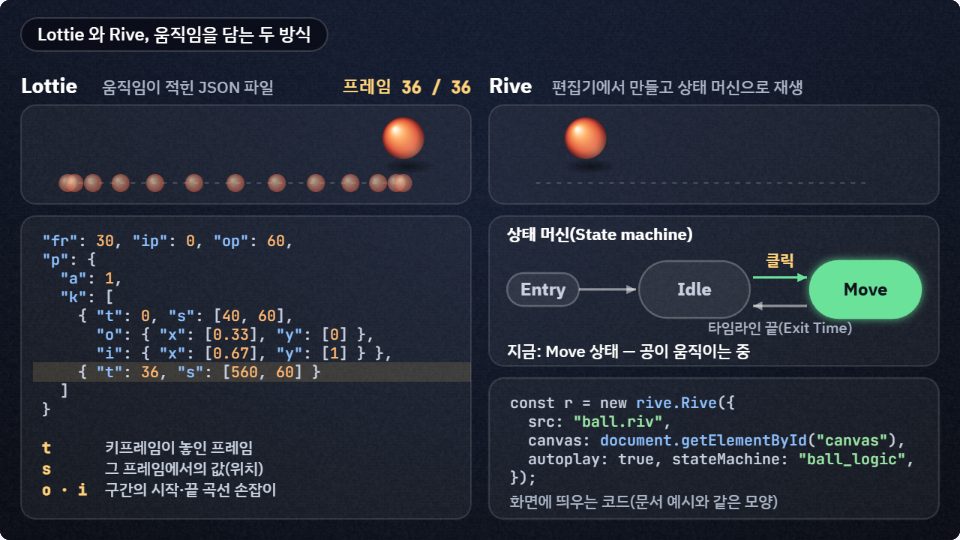 Lottie 와 Rive, 움직임을 담는 두 방식
Lottie 움직임이 적힌 JSON 파일 프레임 36 / 36
"fr": 30, "ip": 0, "op": 60,
"p": {
"a": 1,
"k": [
{ "t": 0, "s": [40, 60],
"o": { "x": [0.33], "y": [0] },
"i": { "x": [0.67], "y": [1] } },
{ "t": 36, "s": [560, 60] }
]
}
t 키프레임이 놓인 프레임
s 그 프레임에서의 값(위치)
o · i 구간의 시작·끝 곡선 손잡이
Rive 편집기에서 만들고 상태 머신으로 재생
상태 머신(State machine)
클릭
Entry Idle Move
타임라인 끝(Exit Time)
지금: Move 상태 — 공이 움직이는 중
const r = new rive.Rive({
src: "ball.riv",
canvas: document.getElementById("canvas"),
autoplay: true, stateMachine: "ball_logic",
});
화면에 띄우는 코드(문서 예시와 같은 모양)